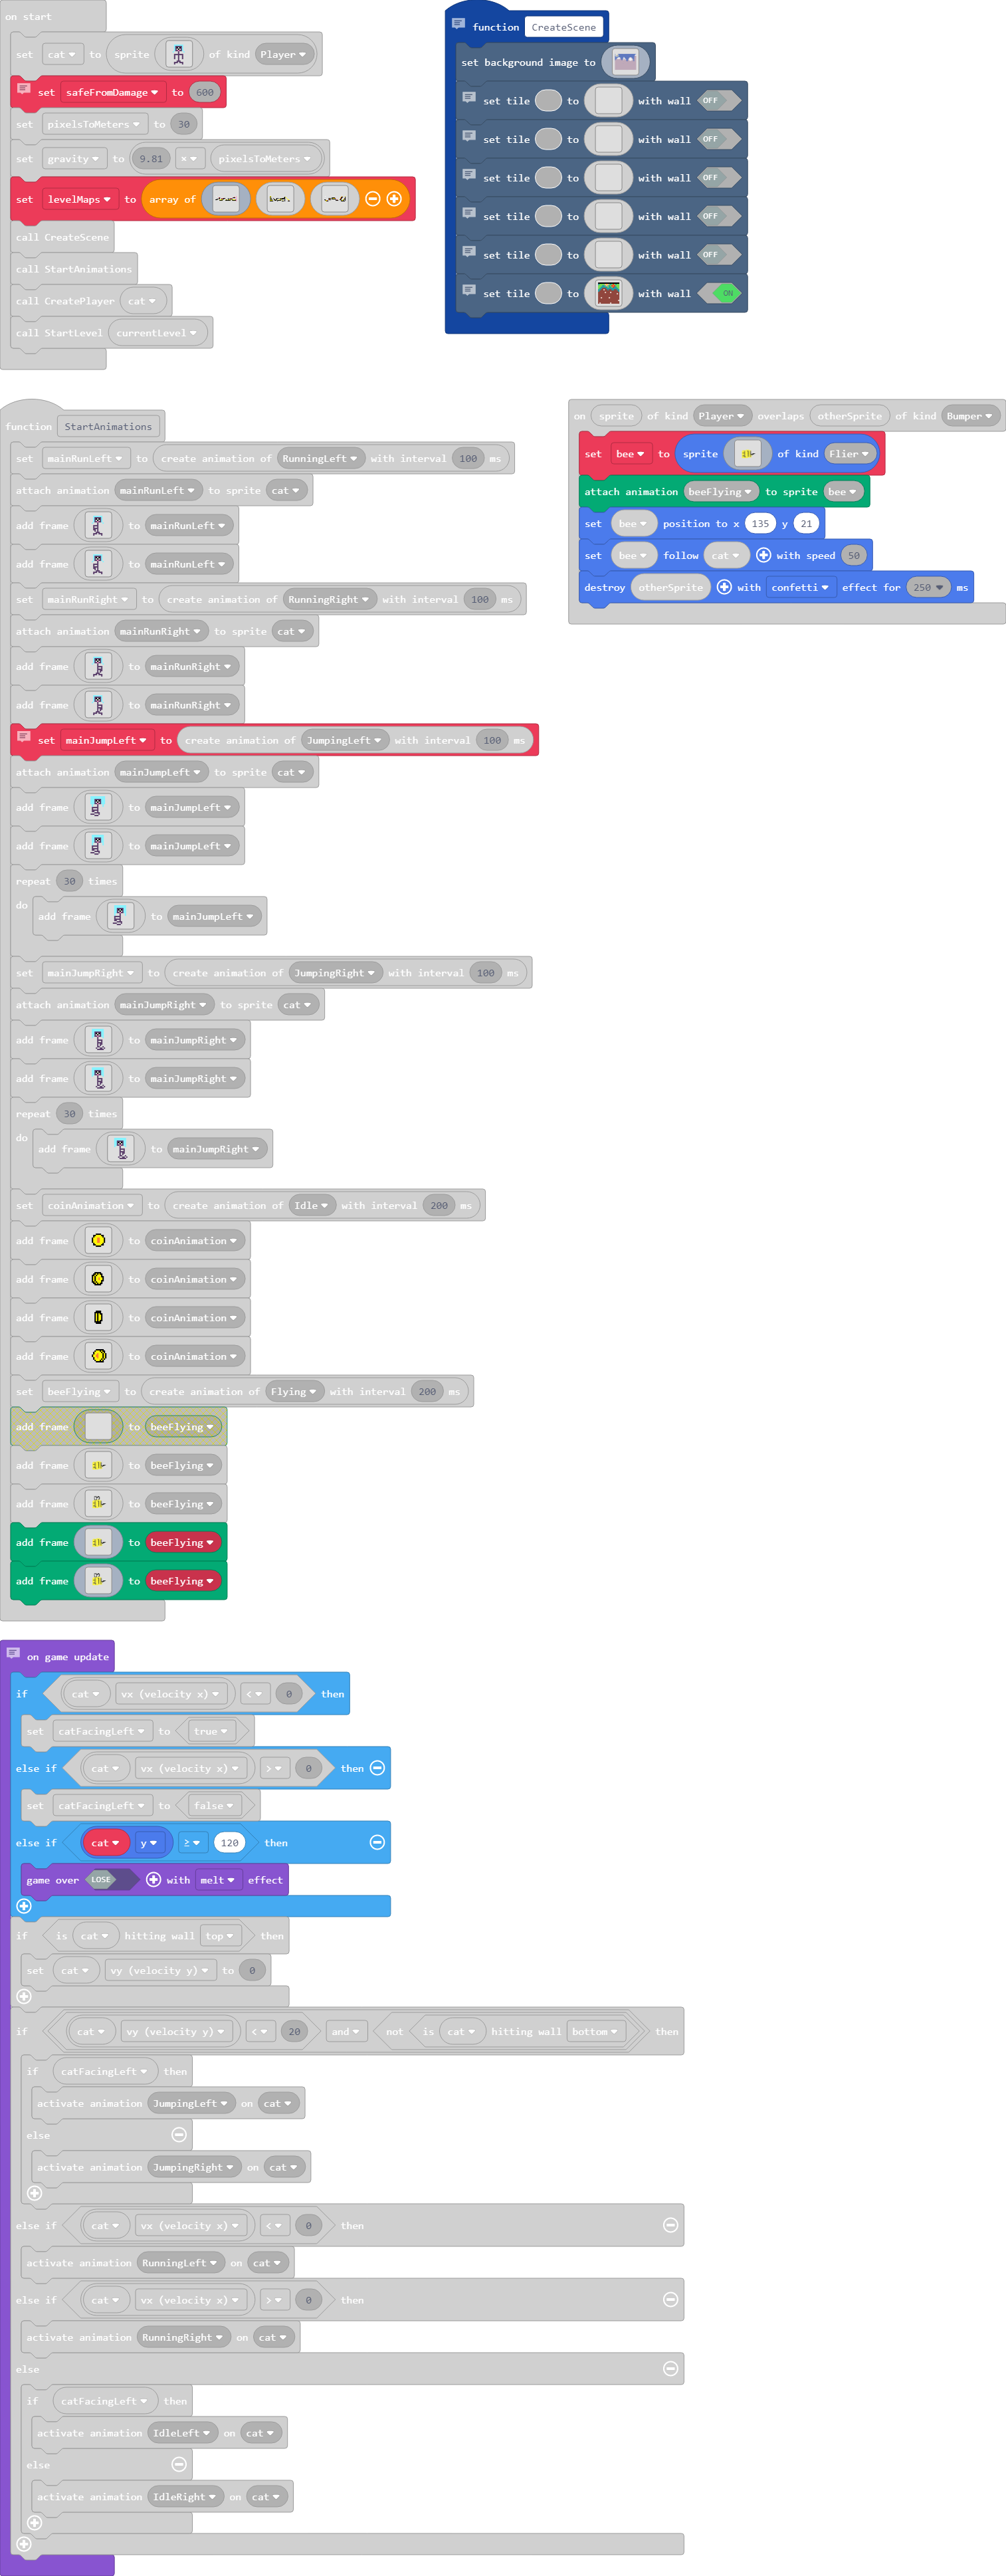 on start
set cat to sprite of kind Player
set safeFromDamage to 600
set pixelsToMeters to 30
set gravity to 9.81 × pixelsToMeters
set levelMaps to array of
call CreateScene
call StartAnimations
call CreatePlayer cat
call StartLevel currentLevel
function CreateScene
set background image to
set tile to with wall OFF
set tile to with wall OFF
set tile to with wall OFF
set tile to with wall OFF
set tile to with wall OFF
set tile to with wall ON
function StartAnimations
set mainRunLeft to create animation of RunningLeft with interval 100 ms
attach animation mainRunLeft to sprite cat
add frame to mainRunLeft
add frame to mainRunLeft
set mainRunRight to create animation of RunningRight with interval 100 ms
attach animation mainRunRight to sprite cat
add frame to mainRunRight
add frame to mainRunRight
set mainJumpLeft to create animation of JumpingLeft with interval 100 ms
attach animation mainJumpLeft to sprite cat
add frame to mainJumpLeft
add frame to mainJumpLeft
repeat 30 times
do add frame to mainJumpLeft
set mainJumpRight to create animation of JumpingRight with interval 100 ms
attach animation mainJumpRight to sprite cat
add frame to mainJumpRight
add frame to mainJumpRight
repeat 30 times
do add frame to mainJumpRight
set coinAnimation to create animation of Idle with interval 200 ms
add frame to coinAnimation
add frame to coinAnimation
add frame to coinAnimation
add frame to coinAnimation
set beeFlying to create animation of Flying with interval 200 ms
add frame to beeFlying
add frame to beeFlying
add frame to beeFlying
add frame to beeFlying
add frame to beeFlying
on sprite of kind Player overlaps otherSprite of kind Bumper
set bee to sprite of kind Flier
attach animation beeFlying to sprite bee
set bee position to x 135 y 21
set bee follow cat with speed 50
destroy otherSprite with confetti effect for 250 ms
on game update
if cat vx (velocity x) < 0 then
set catFacingLeft to true
else if cat vx (velocity x) > 0 then
set catFacingLeft to false
else if cat y ≥ 120 then
game over LOSE with melt effect
if is cat hitting wall top then
set cat vy (velocity y) to 0
if cat vy (velocity y) < 20 and not is cat hitting wall bottom then
if catFacingLeft then
activate animation JumpingLeft on cat
else
activate animation JumpingRight on cat
else if cat vx (velocity x) < 0 then
activate animation RunningLeft on cat
else if cat vx (velocity x) > 0 then
activate animation RunningRight on cat
else
if catFacingLeft then
activate animation IdleLeft on cat
else
activate animation IdleRight on cat